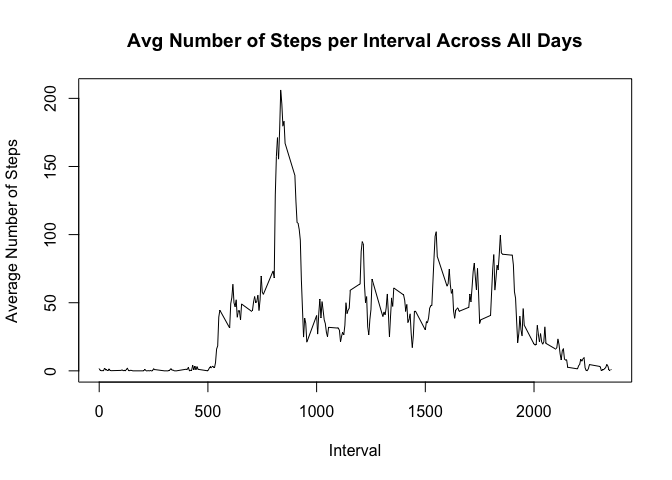 Avg Number of Steps per Interval Across All Days
Average Number of Steps
200
150
100
50
0
0 500 1000 1500 2000
Interval